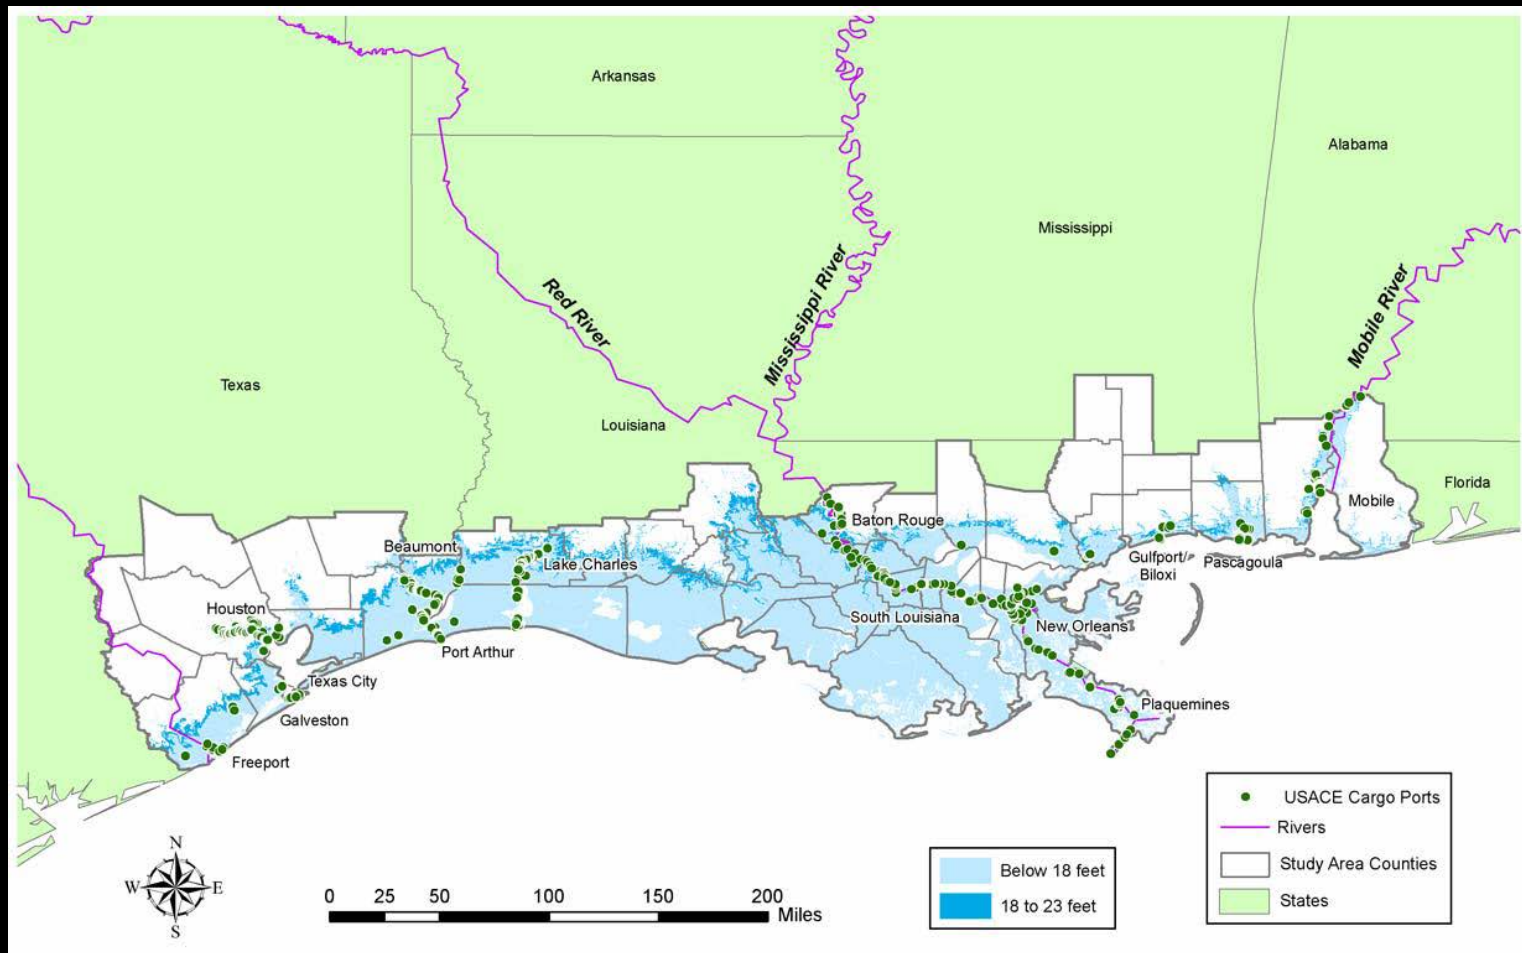 Arkansas
Alabama
Mississippi
Mississippi River
Red River
Mobile River
Texas
Louisiana
Florida
Mobile
Baton Rouge
Beaumont
Lake Charles
Gulfport/
Biloxi
Pascagoula
Houston
South Louisiana
New Orleans
Port Arthur
Texas City
Galveston
Plaquemines
Freeport
N
W
E
S
0 25 50 100 150 200
Miles
Below 18 feet
18 to 23 feet
USACE Cargo Ports
Rivers
Study Area Counties
States